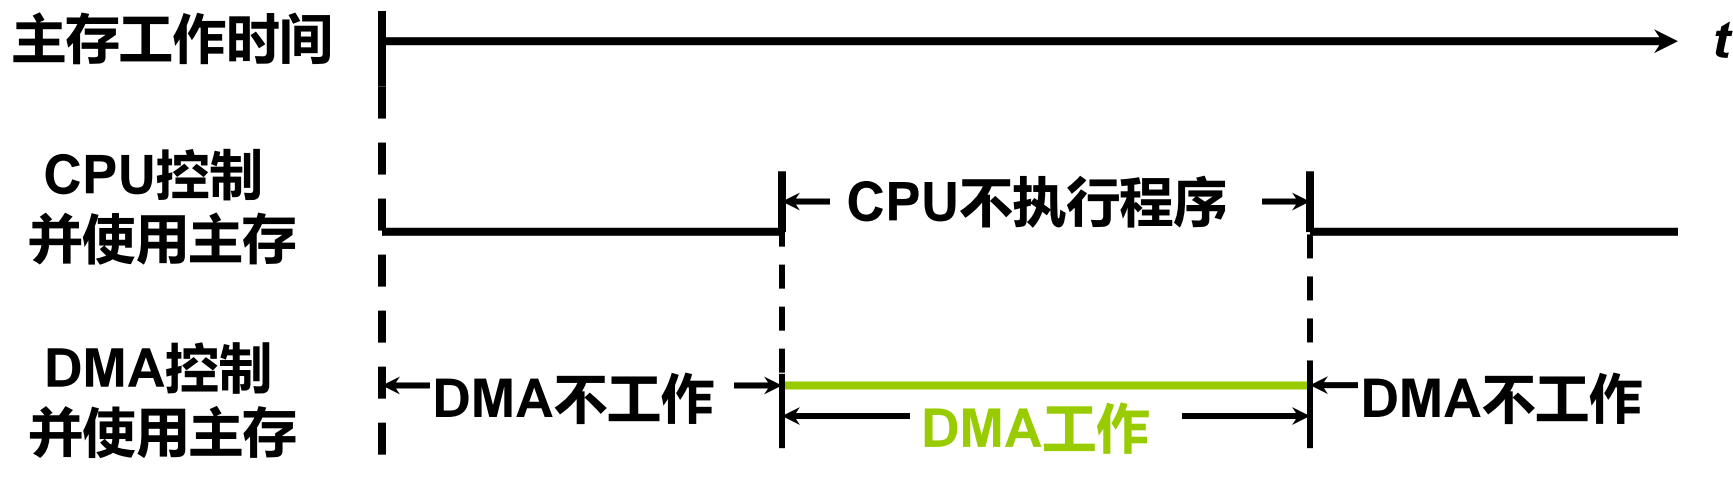 主存工作时间
t
CPU控制
并使用主存
CPU不执行程序
DMA控制
并使用主存
DMA不工作
DMA工作
DMA不工作